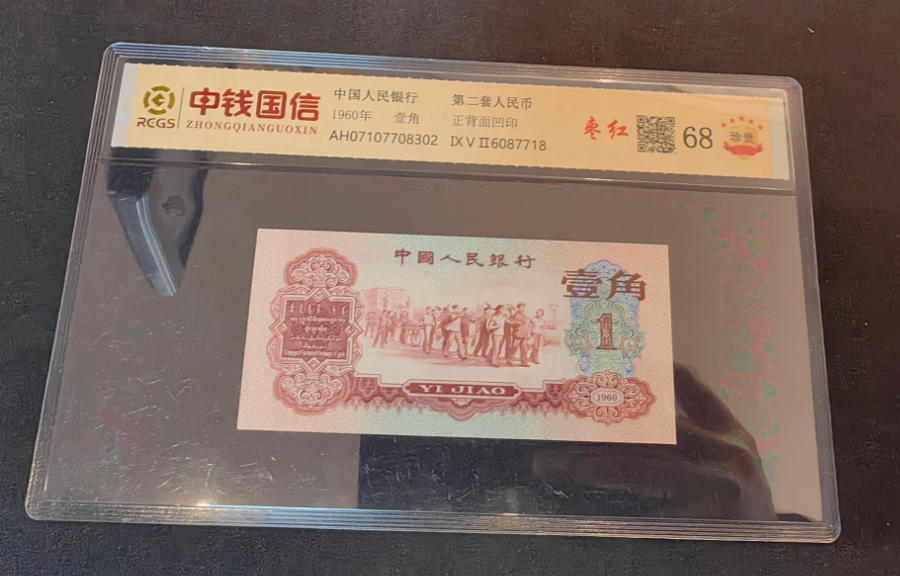 RCGS
中钱国信
ZHONGQIANGUOXIN
中国人民银行 第二套人民币
1960年 壹角 正背面凹印
AH07107708302 IX V II 6087718
枣红
68
珍贵
中國人民銀行
壹角
1
YI JIAO
1960